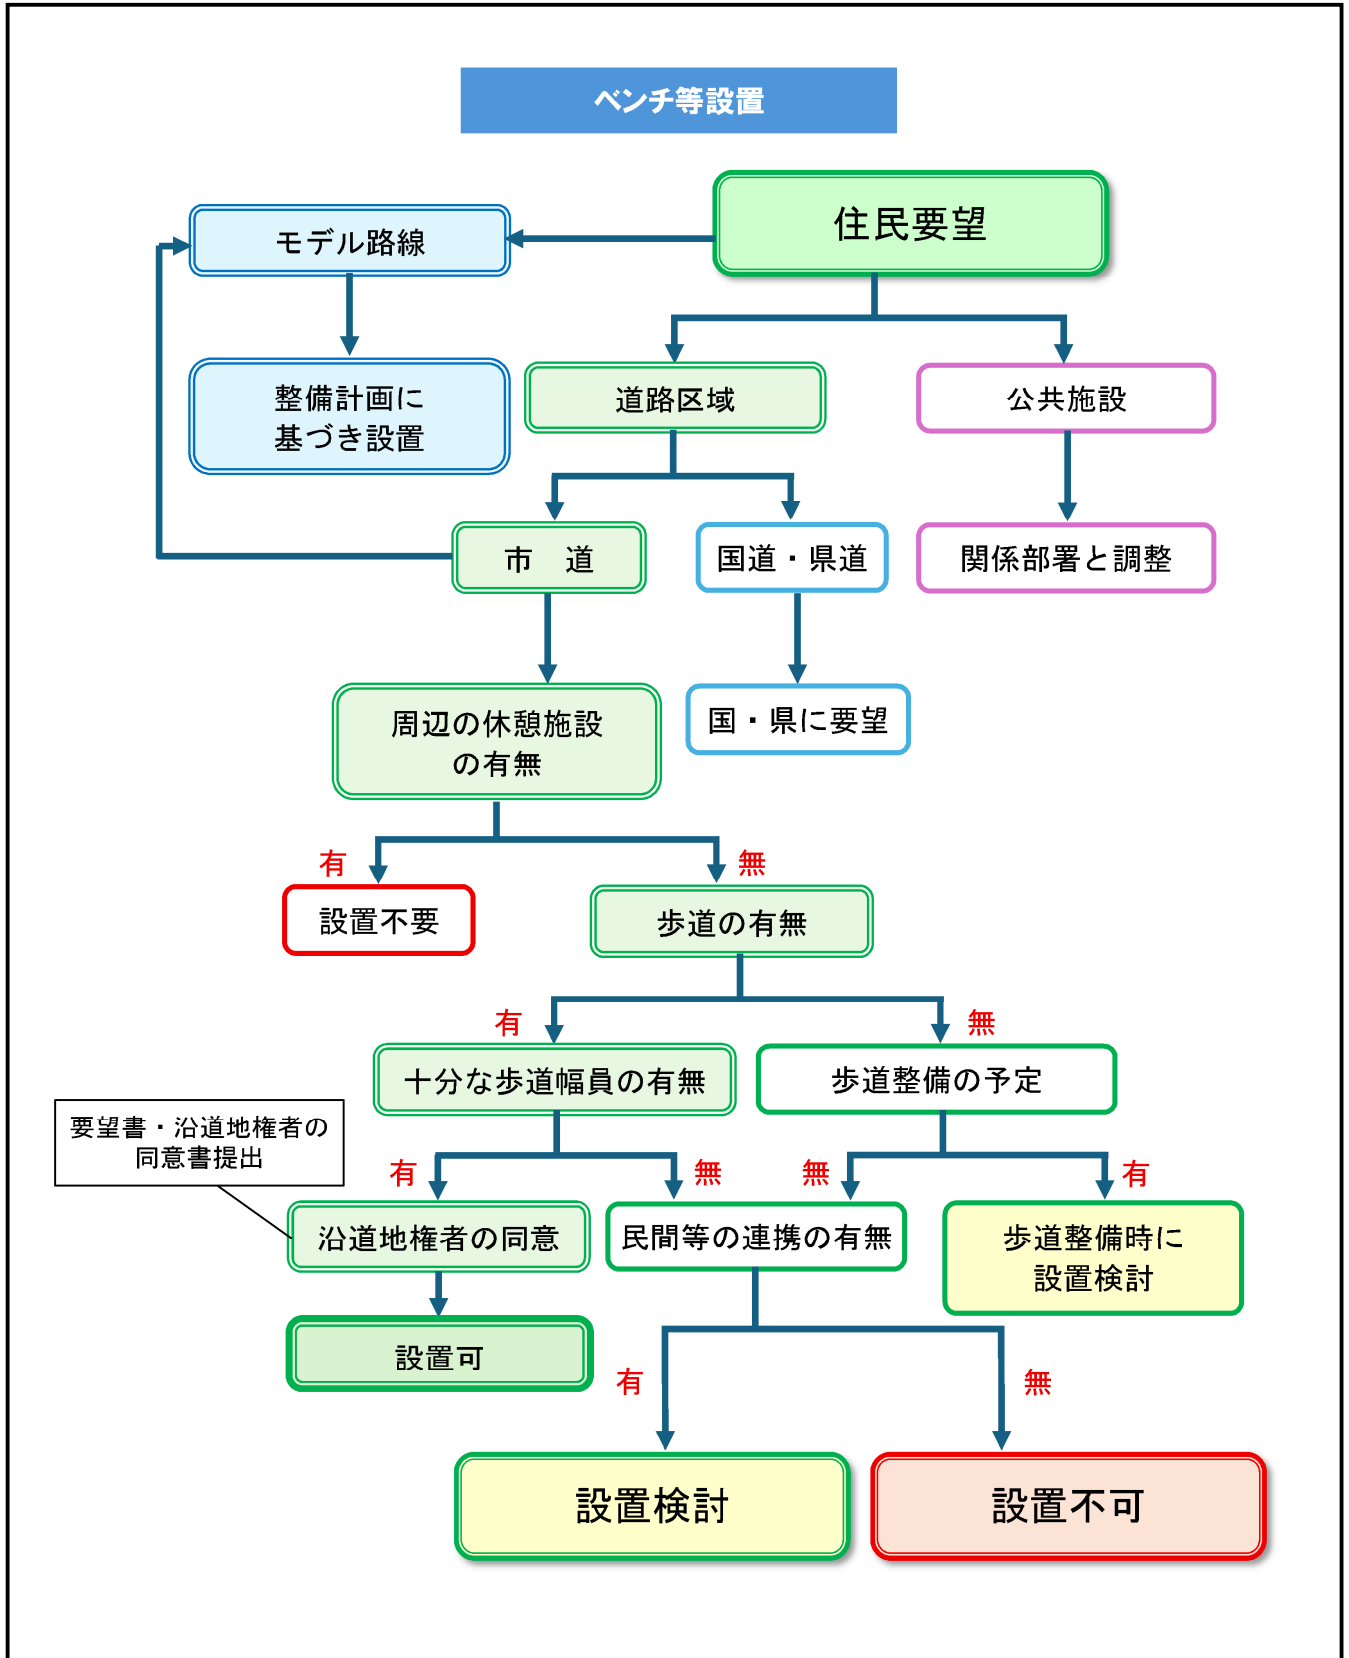 ベンチ等設置
住民要望
モデル路線
整備計画に
基づき設置
道路区域
公共施設
市　道
国道・県道
関係部署と調整
周辺の休憩施設
の有無
国・県に要望
有
無
設置不要
歩道の有無
有
無
十分な歩道幅員の有無
歩道整備の予定
要望書・沿道地権者の
同意書提出
有
無
無
有
沿道地権者の同意
民間等の連携の有無
歩道整備時に
設置検討
設置可
有
無
設置検討
設置不可